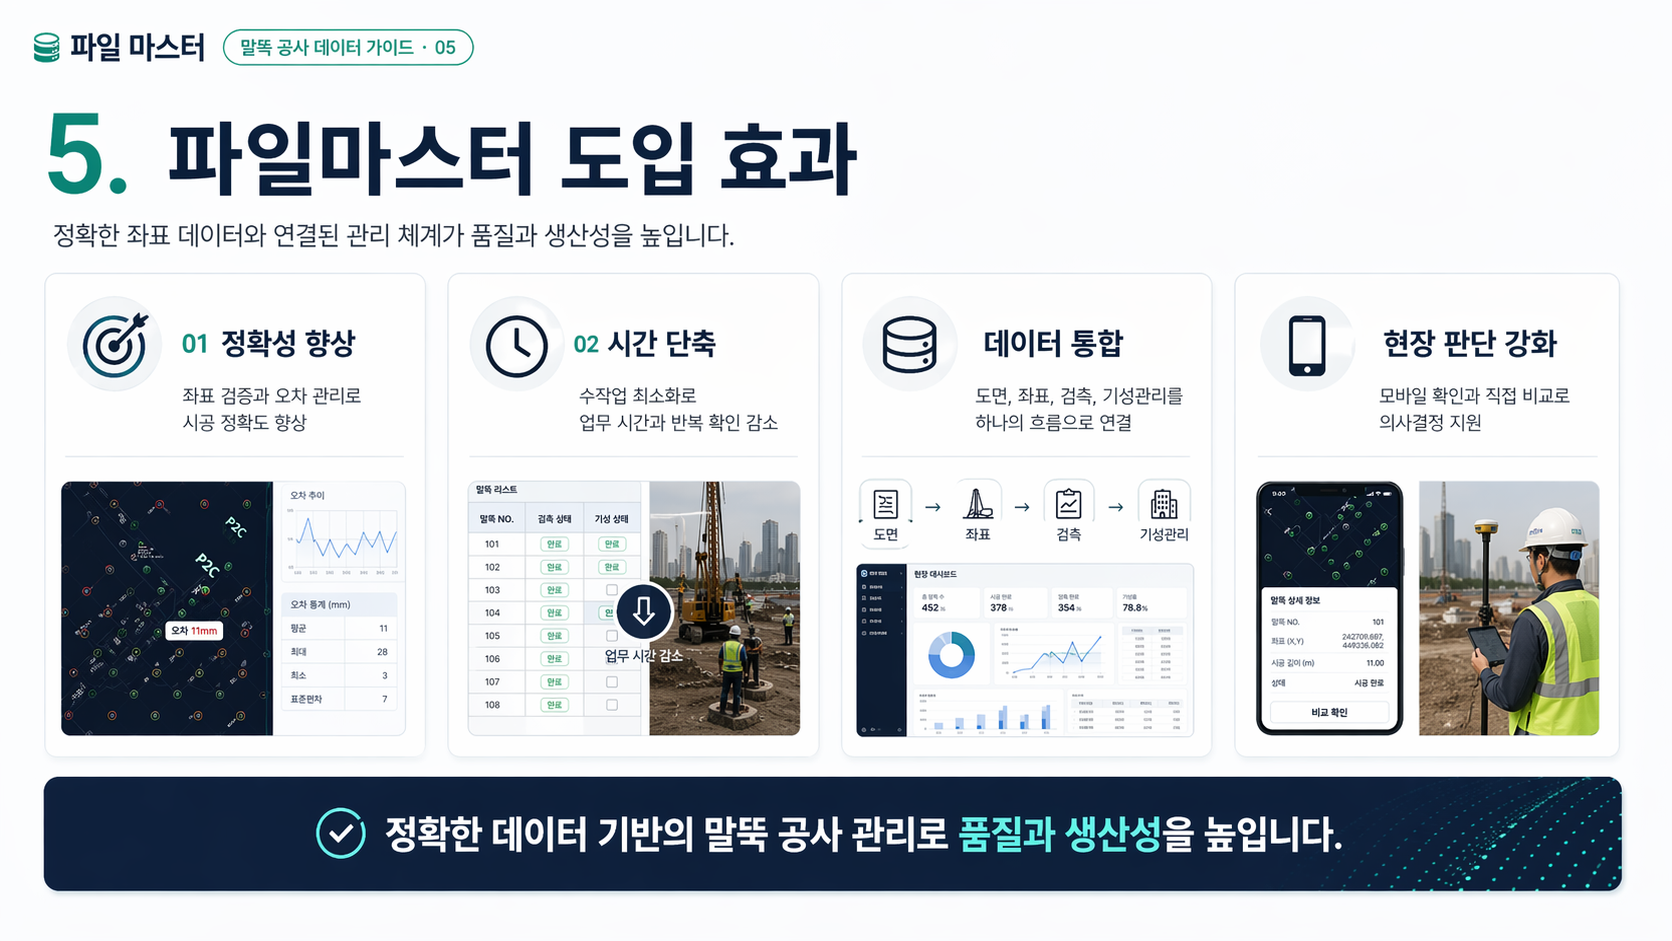 파일 마스터
말뚝 공사 데이터 가이드 · 05
5. 파일마스터 도입 효과
정확한 좌표 데이터와 연결된 관리 체계가 품질과 생산성을 높입니다.
01 정확성 향상
좌표 검증과 오차 관리로
시공 정확도 향상
P2C
P2C
오차 11mm
오차 추이
오차 통계 (mm)
평균 11
최대 28
최소 3
표준편차 7
02 시간 단축
수작업 최소화로
업무 시간과 반복 확인 감소
말뚝 리스트
말뚝 NO. 검측 상태 기성 상태
101 완료 완료
102 완료 완료
103 완료
104 완료
105 완료
106 완료
107 완료
108 완료
업무 시간 감소
데이터 통합
도면, 좌표, 검측, 기성관리를
하나의 흐름으로 연결
도면 → 좌표 → 검측 → 기성관리
현장 대시보드
452
378
354
78.8%
현장 판단 강화
모바일 확인과 직접 비교로
의사결정 지원
9:00
말뚝 상세 정보
말뚝 NO. 101
좌표 (X,Y) 242709.667,
449336.062
시공 깊이 (m) 11.00
상태 시공 완료
비교 확인
정확한 데이터 기반의 말뚝 공사 관리로 품질과 생산성을 높입니다.